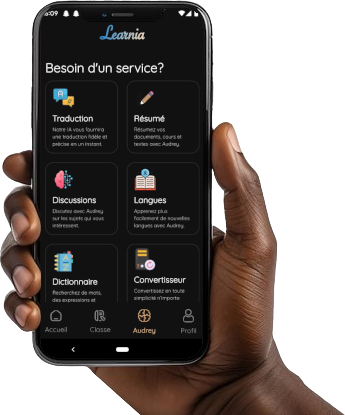 6:09
Learnia
Besoin d'un service?
Traduction
Notre IA vous fournira
une traduction fidèle et
précise en un instant.
Résumé
Résumez vos
documents, cours et
textes avec Audrey.
Discussions
Discutez avec Audrey
sur les sujets qui vous
intéressent.
Langues
Apprenez plus
facilement de nouvelles
langues avec Audrey.
Dictionnaire
Recherchez de mots,
des expressions et
Convertisseur
Convertissez en toute
simplicité n'importe
Accueil
Classe
Audrey
Profil